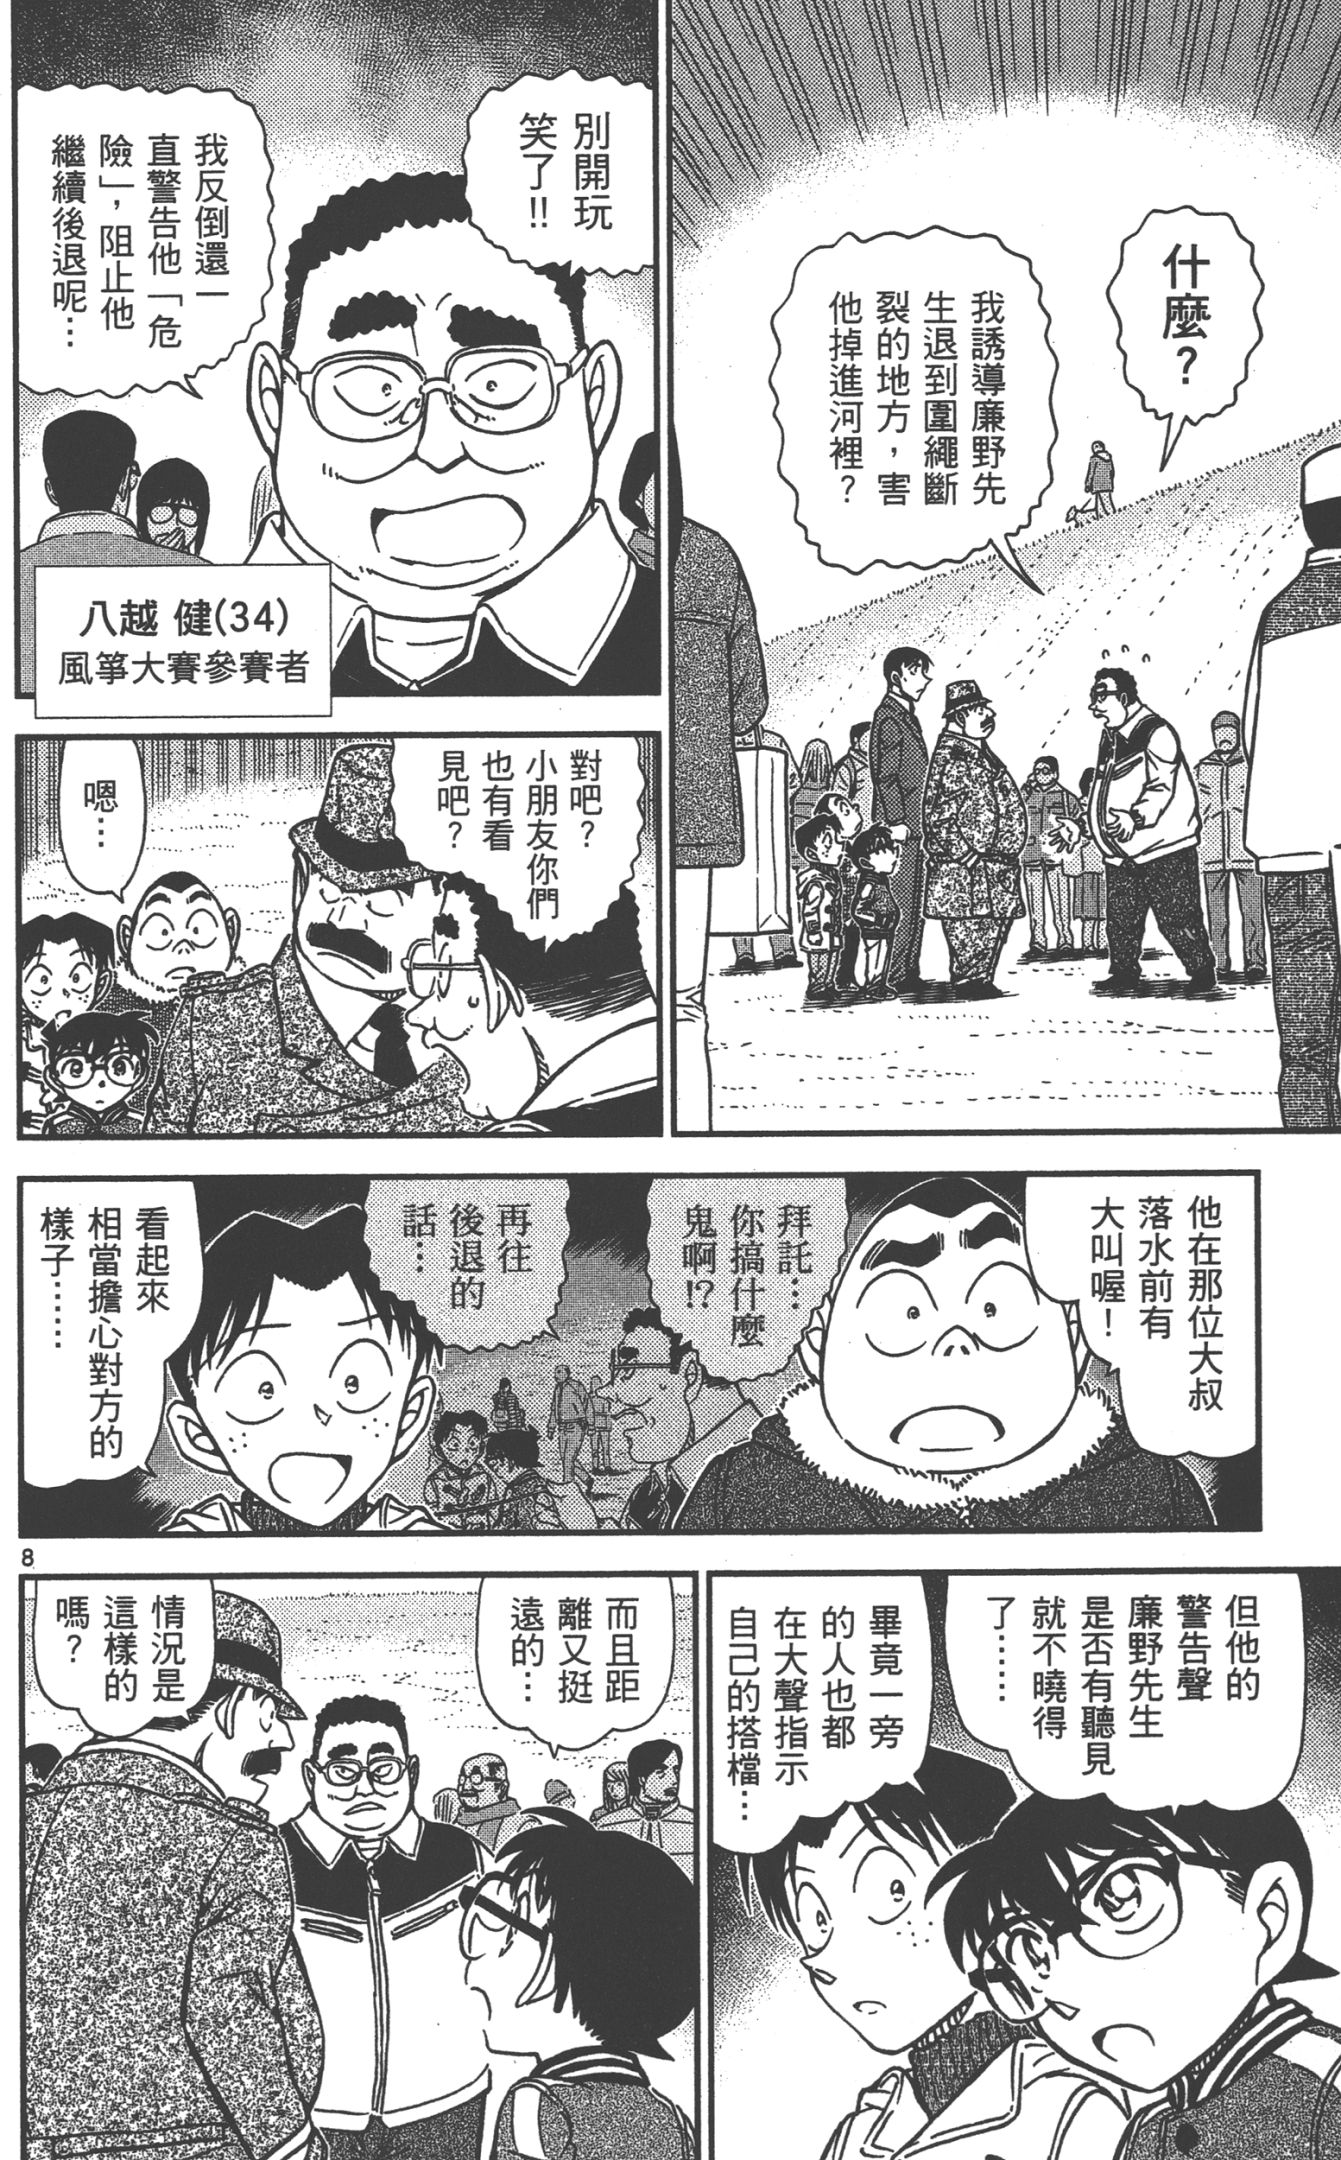 什麼?
我誘導廉野先
生退到圍繩斷
裂的地方，害
他掉進河裡?
別開玩
笑了!!
我反倒還一
直警告他「危
險」，阻止他
繼續後退呢…
八越 健(34)
風箏大賽參賽者
對吧?
小朋友你們
也有看
見吧?
嗯…
他在那位大叔
落水前有
大叫喔!
拜託…
你搞什麼
鬼啊!?
再往
後退的
話…
看起來
相當擔心對方的
樣子……
8
但他的
警告聲
廉野先生
是否有聽見
就不曉得
了……
畢竟一旁
的人也都
在大聲指示
自己的搭檔…
而且距
離又挺
遠的…
情況是
這樣的
嗎?